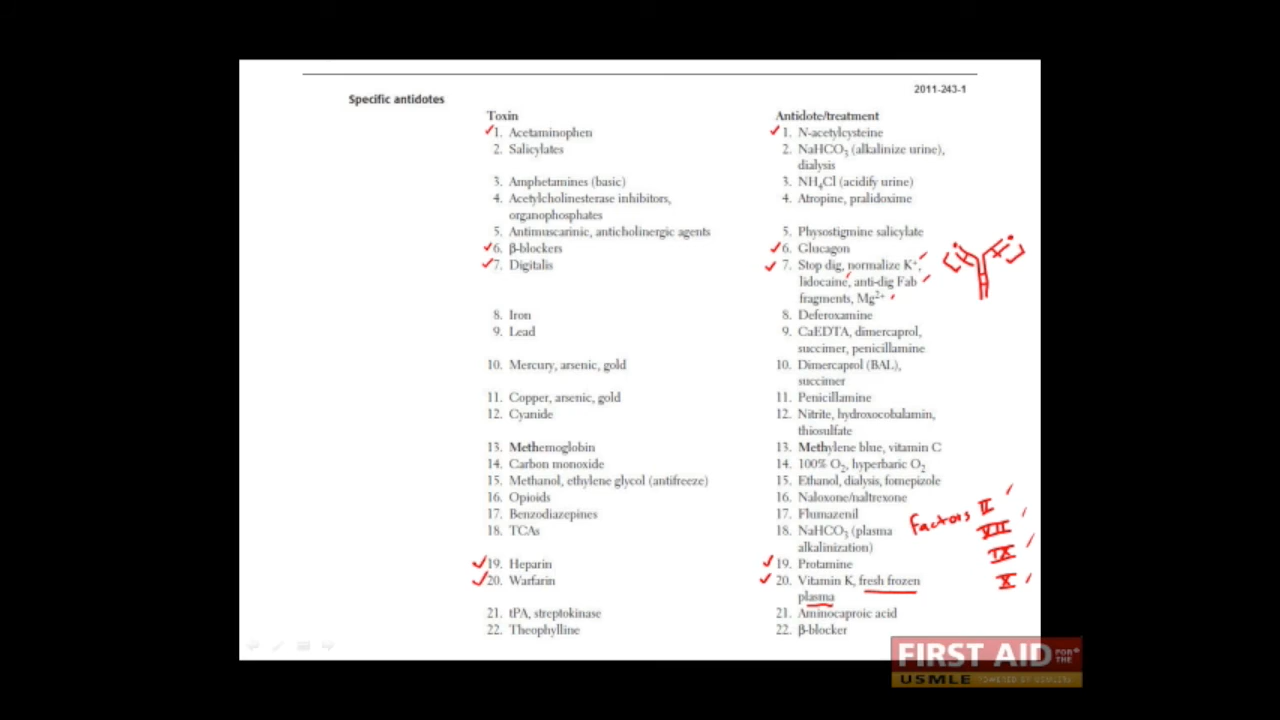 2011-243-1
Specific antidotes
Toxin Antidote/treatment
1. Acetaminophen 1. N-acetylcysteine
2. Salicylates 2. NaHCO3 (alkalinize urine),
dialysis
3. Amphetamines (basic) 3. NH4Cl (acidify urine)
4. Acetylcholinesterase inhibitors, 4. Atropine, pralidoxime
organophosphates
5. Antimuscarinic, anticholinergic agents 5. Physostigmine salicylate
6. β-blockers 6. Glucagon
7. Digitalis 7. Stop dig, normalize K+,
lidocaine, anti-dig Fab
fragments, Mg2+
8. Iron 8. Deferoxamine
9. Lead 9. CaEDTA, dimercaprol,
succimer, penicillamine
10. Mercury, arsenic, gold 10. Dimercaprol (BAL),
succimer
11. Copper, arsenic, gold 11. Penicillamine
12. Cyanide 12. Nitrite, hydroxocobalamin,
thiosulfate
13. Methemoglobin 13. Methylene blue, vitamin C
14. Carbon monoxide 14. 100% O2, hyperbaric O2
15. Methanol, ethylene glycol (antifreeze) 15. Ethanol, dialysis, fomepizole
16. Opioids 16. Naloxone/naltrexone
17. Benzodiazepines 17. Flumazenil
18. TCAs 18. NaHCO3 (plasma
alkalinization)
19. Heparin 19. Protamine
20. Warfarin 20. Vitamin K, fresh frozen
plasma
21. tPA, streptokinase 21. Aminocaproic acid
22. Theophylline 22. β-blocker
Factors II
VII
IX
X
FIRST AID FOR THE
USMLE POWERED BY USMLERx